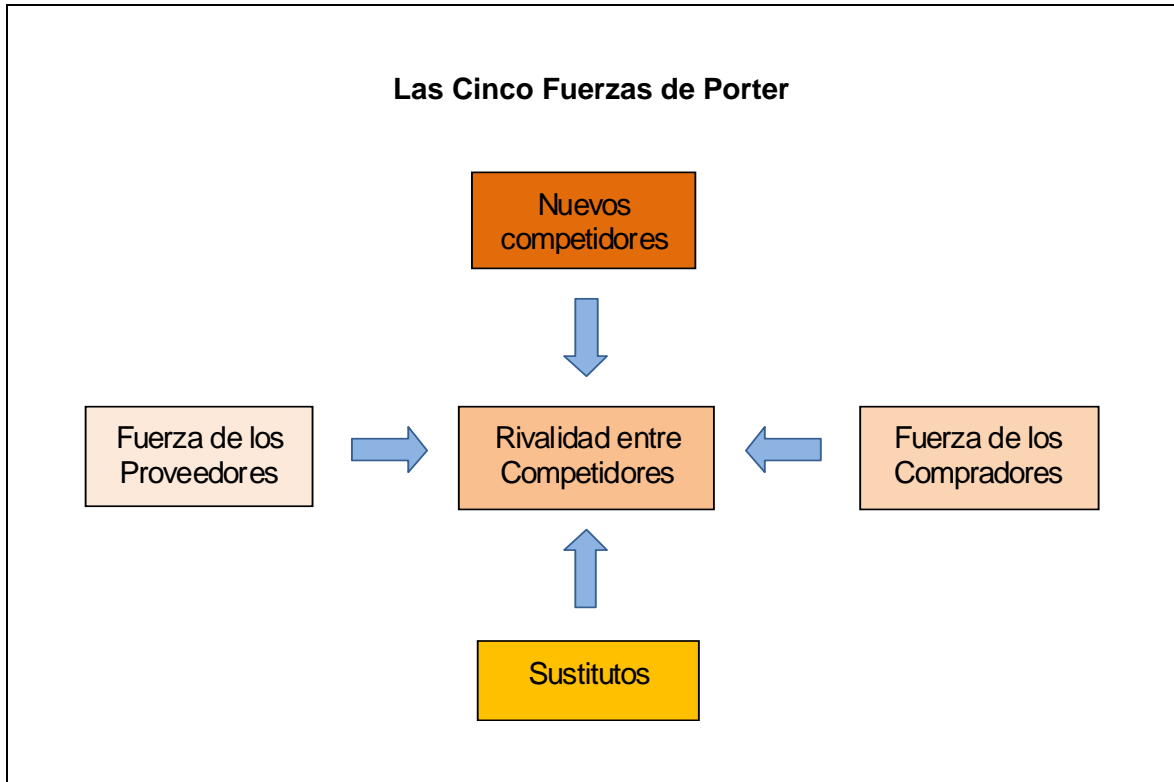 Las Cinco Fuerzas de Porter
Nuevos
competidores
Fuerza de los
Proveedores
Rivalidad entre
Competidores
Fuerza de los
Compradores
Sustitutos